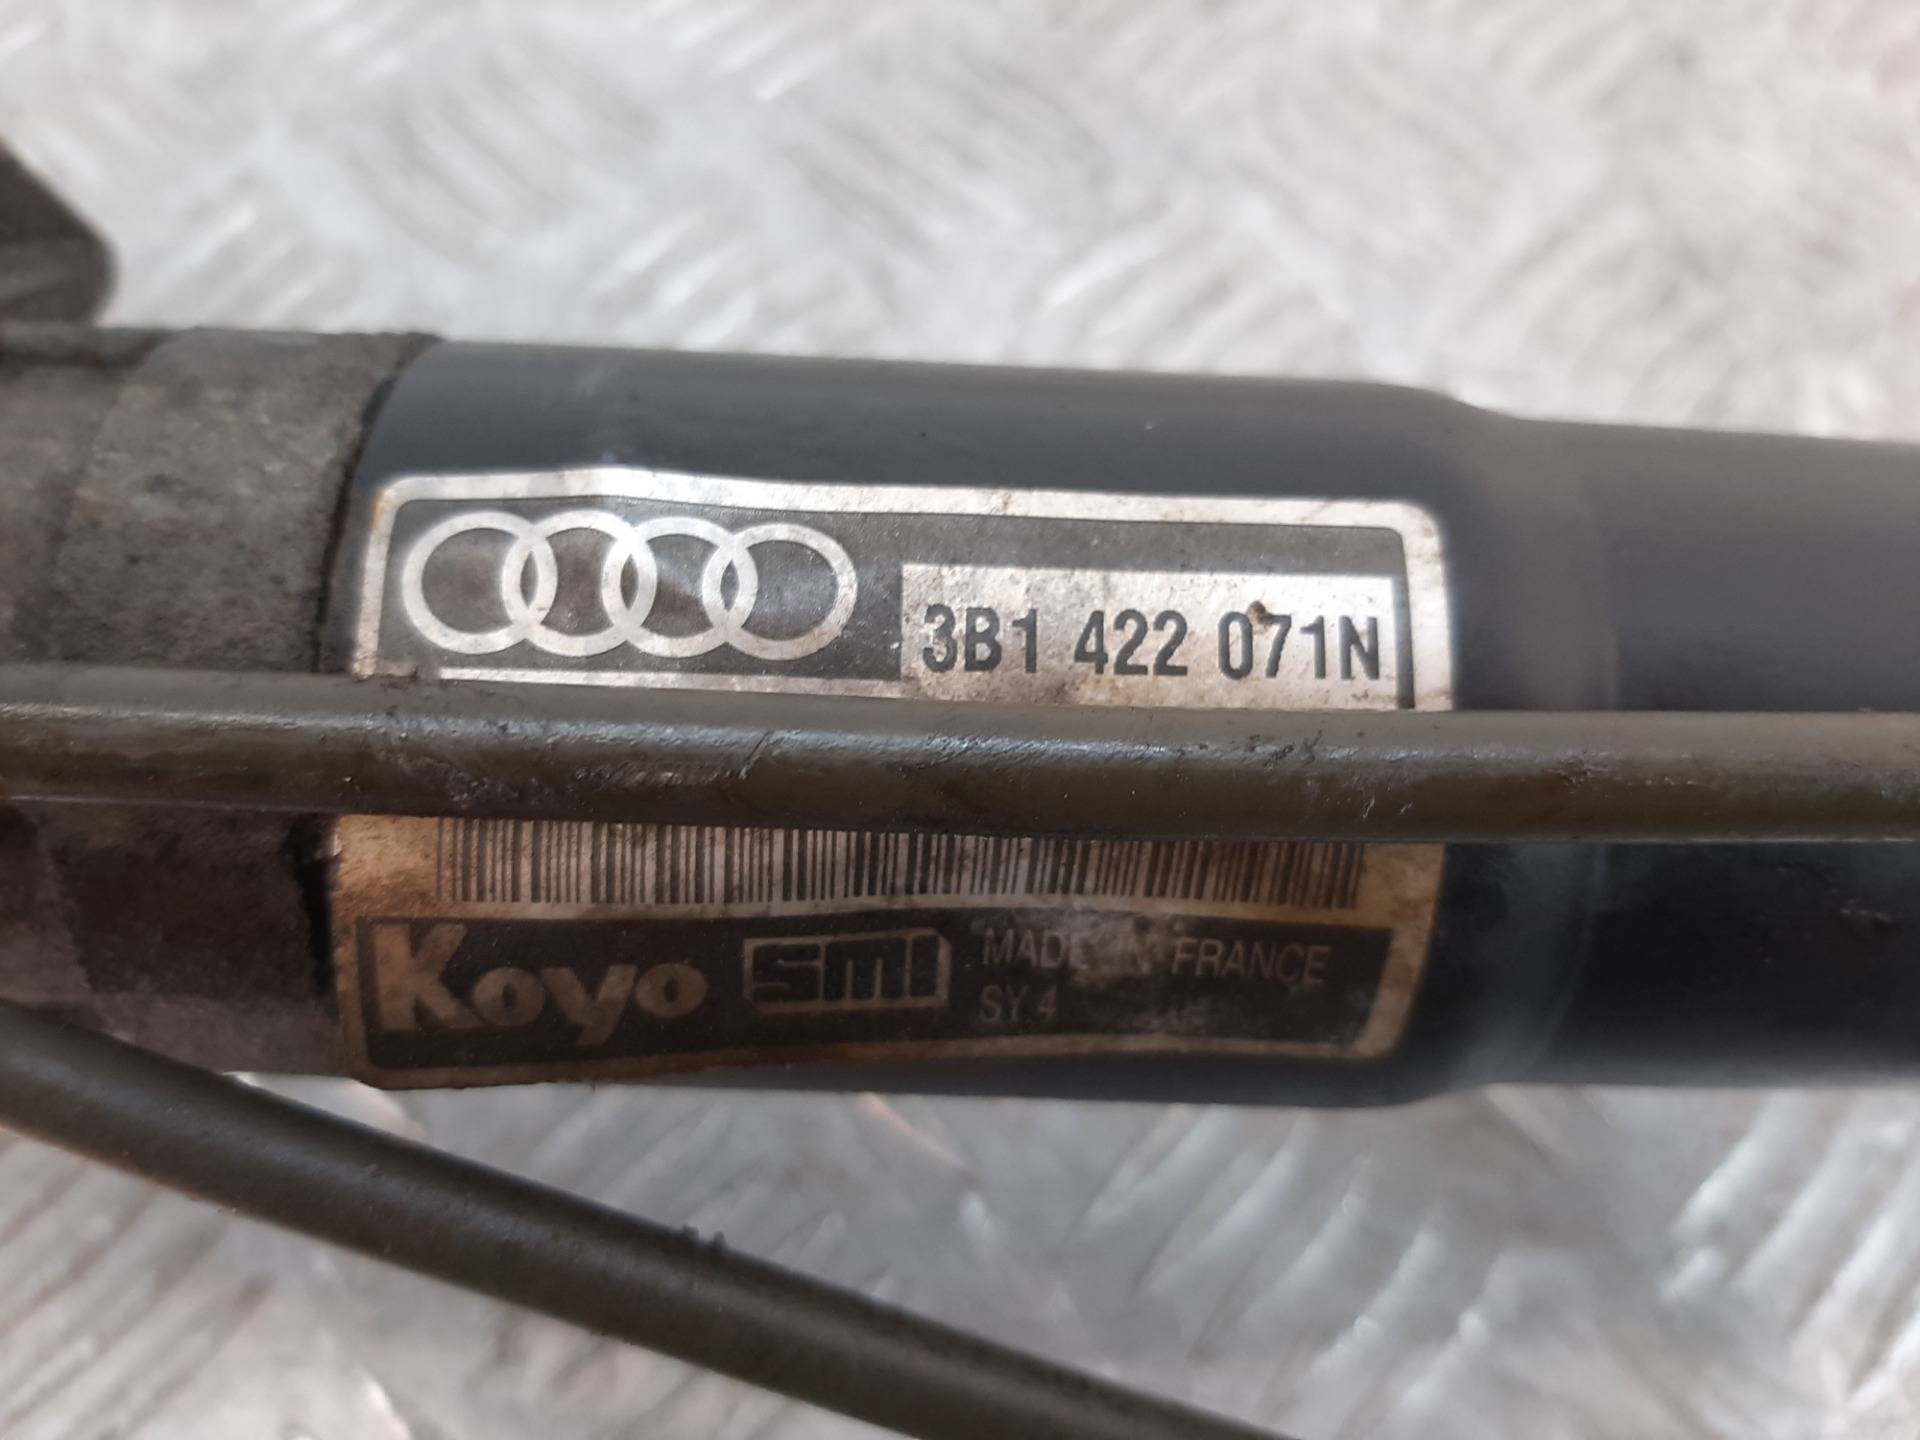 3B1 422 071N
Koyo smi MADE IN FRANCE
SY.4